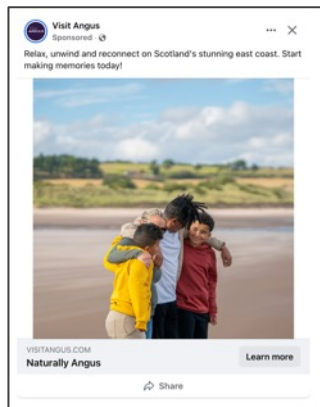 Visit Angus
Sponsored ·
Relax, unwind and reconnect on Scotland's stunning east coast. Start
making memories today!
VISITANGUS.COM
Naturally Angus
Learn more
Share